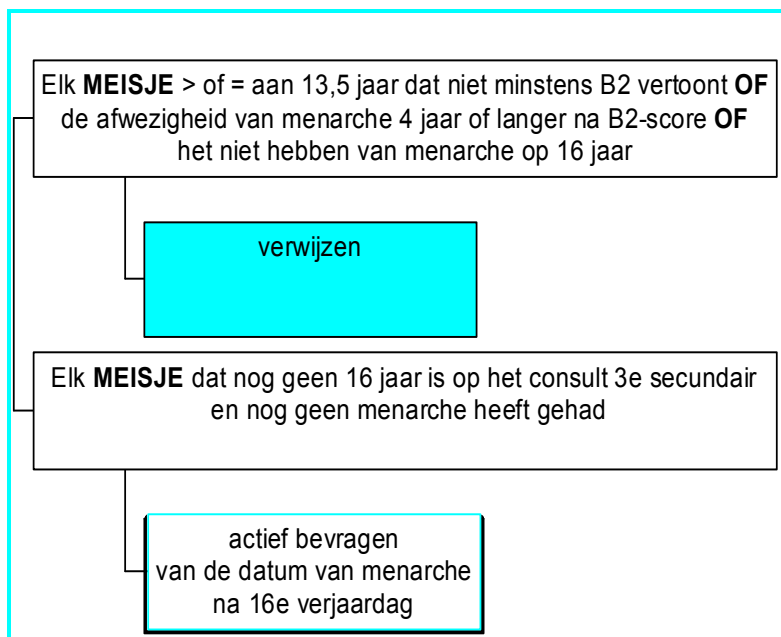 Elk MEISJE > of = aan 13,5 jaar dat niet minstens B2 vertoont OF
de afwezigheid van menarche 4 jaar of langer na B2-score OF
het niet hebben van menarche op 16 jaar
verwijzen
Elk MEISJE dat nog geen 16 jaar is op het consult 3e secundair
en nog geen menarche heeft gehad
actief bevragen
van de datum van menarche
na 16e verjaardag